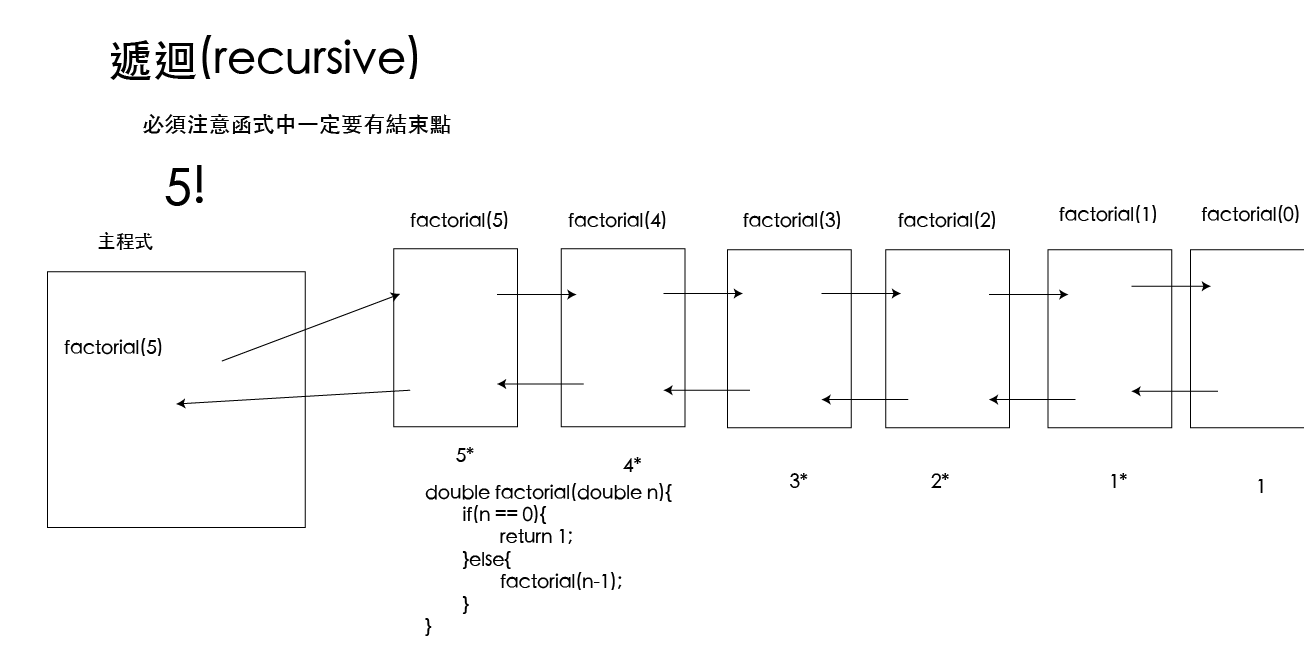 遞迴(recursive)
必須注意函式中一定要有結束點
5!
主程式
factorial(5)
factorial(5)
factorial(4)
factorial(3)
factorial(2)
factorial(1)
factorial(0)
5*
4*
3*
2*
1*
1
double factorial(double n){
if(n == 0){
return 1;
}else{
factorial(n-1);
}
}